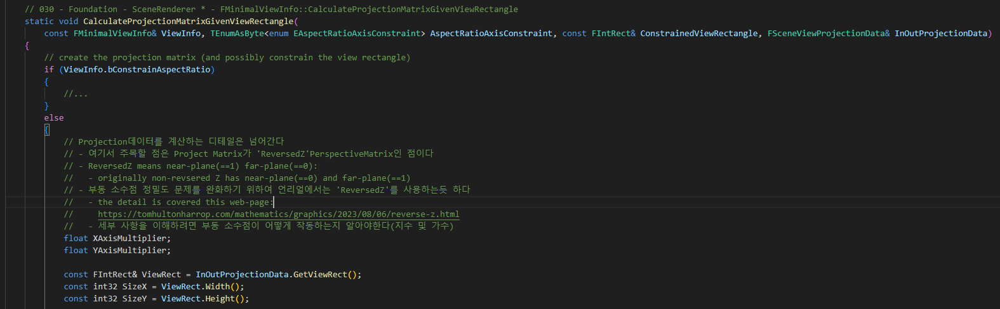 // 030 - Foundation - SceneRenderer * - FMinimalViewInfo::CalculateProjectionMatrixGivenViewRectangle
static void CalculateProjectionMatrixGivenViewRectangle(
const FMinimalViewInfo& ViewInfo, TEnumAsByte<enum EAspectRatioAxisConstraint> AspectRatioAxisConstraint, const FIntRect& ConstrainedViewRectangle, FSceneViewProjectionData& InOutProjectionData)
{
// create the projection matrix (and possibly constrain the view rectangle)
if (ViewInfo.bConstrainAspectRatio)
{
//...
}
else
{
// Projection데이터를 계산하는 디테일은 넘어간다
// - 여기서 주목할 점은 Project Matrix가 'ReversedZ'PerspectiveMatrix인 점이다
// - ReversedZ means near-plane(==1) far-plane(==0):
//   - originally non-revsered Z has near-plane(==0) and far-plane(==1)
// - 부동 소수점 정밀도 문제를 완화하기 위하여 언리얼에서는 'ReversedZ'를 사용하는듯 하다
//   - the detail is covered this web-page:
//     https://tomhultonharrop.com/mathematics/graphics/2023/08/06/reverse-z.html
//   - 세부 사항을 이해하려면 부동 소수점이 어떻게 작동하는지 알아야한다(지수 및 가수)
float XAxisMultiplier;
float YAxisMultiplier;
const FIntRect& ViewRect = InOutProjectionData.GetViewRect();
const int32 SizeX = ViewRect.Width();
const int32 SizeY = ViewRect.Height();